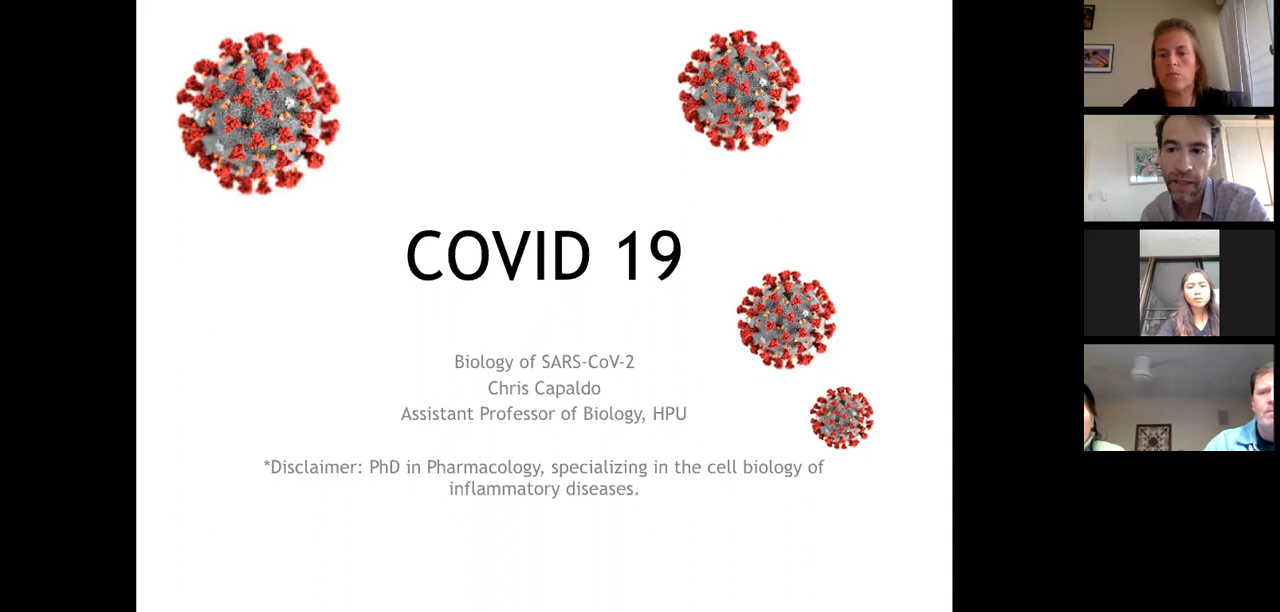 COVID 19
Biology of SARS-CoV-2
Chris Capaldo
Assistant Professor of Biology, HPU
*Disclaimer: PhD in Pharmacology, specializing in the cell biology of
inflammatory diseases.